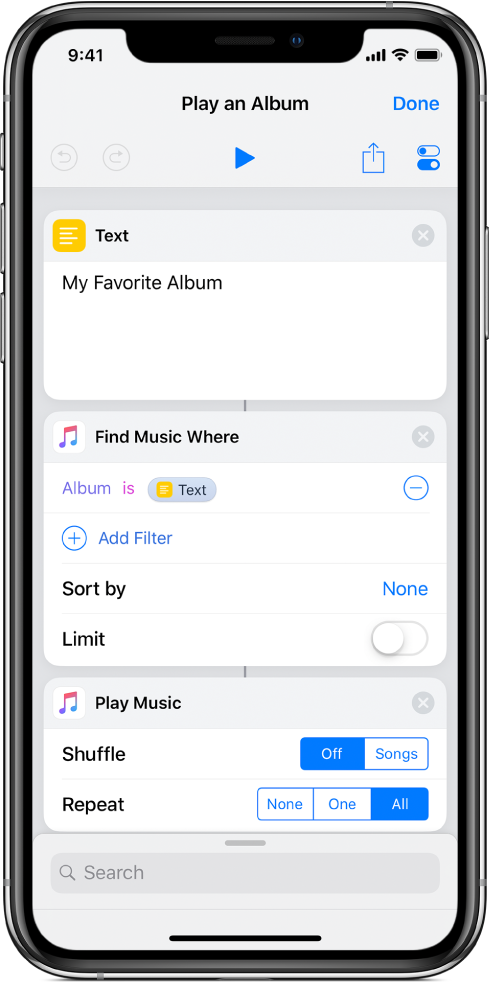 9:41
Play an Album Done
Text
My Favorite Album
Find Music Where
Album is Text
Add Filter
Sort by None
Limit
Play Music
Shuffle Off Songs
Repeat None One All
Search